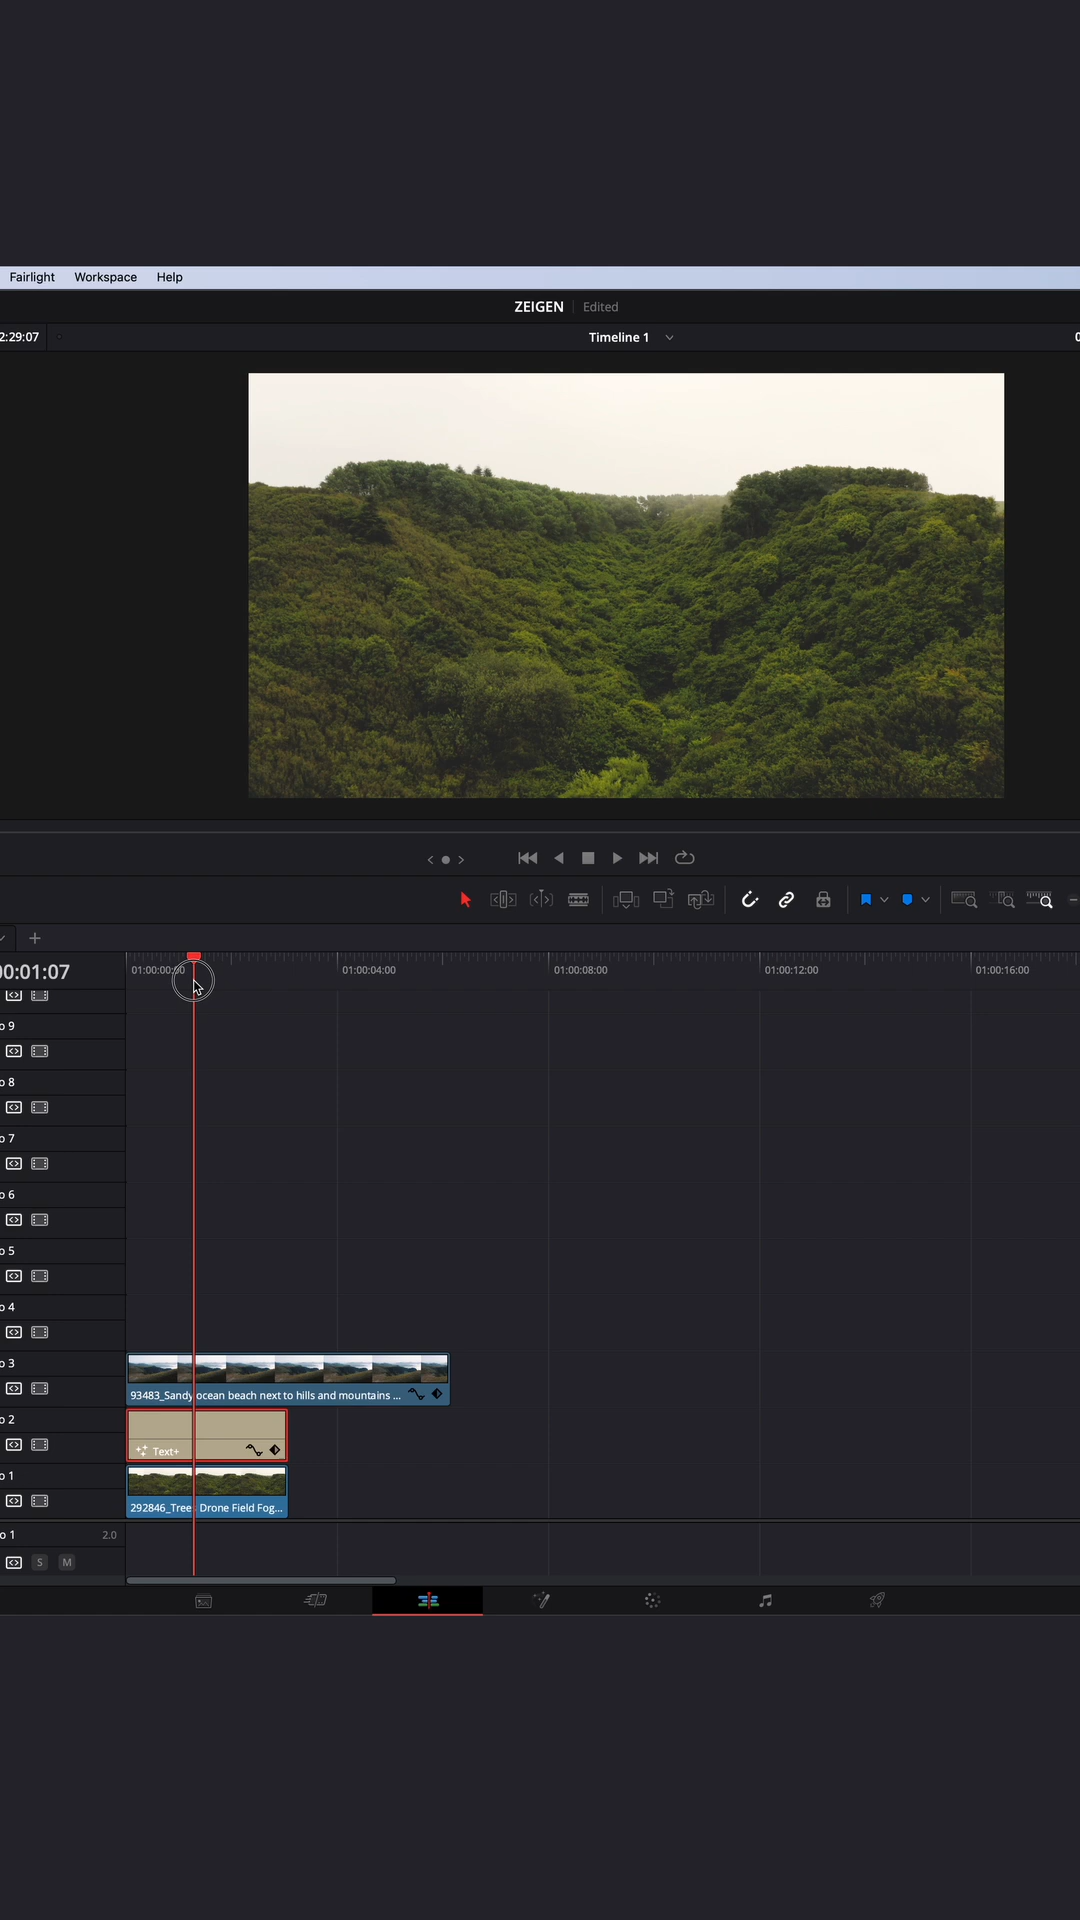 Fairlight Workspace Help
ZEIGEN Edited
2:29:07
Timeline 1
00:01:07
01:00:00:00 01:00:04:00 01:00:08:00 01:00:12:00 01:00:16:00
o 9
o 8
o 7
o 6
o 5
o 4
o 3
93483_Sandy ocean beach next to hills and mountains ...
o 2
Text+
o 1
292846_Tree Drone Field Fog...
o 1 2.0
S M